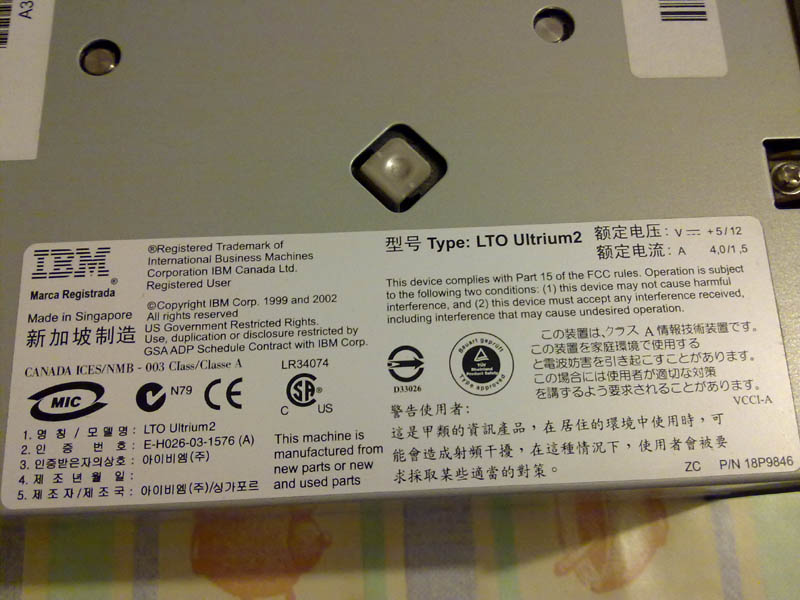 A3
IBM
®
Marca Registrada
Made in Singapore
新加坡制造
®Registered Trademark of
International Business Machines
Corporation IBM Canada Ltd.
Registered User
©Copyright IBM Corp. 1999 and 2002
All rights reserved
US Government Restricted Rights.
Use, duplication or disclosure restricted by
GSA ADP Schedule Contract with IBM Corp.
型号 Type: LTO Ultrium2
额定电压: V +5/12
额定电流: A 4,0/1,5
This device complies with Part 15 of the FCC rules. Operation is subject
to the following two conditions: (1) this device may not cause harmful
interference, and (2) this device must accept any interference received,
including interference that may cause undesired operation.
CANADA ICES/NMB - 003 Class/Classe A
LR34074
MIC
N79
CE
C
US
D33026
Bauart geprüft
TÜV
Rheinland
Product Safety
Type approved
この装置は､クラス A 情報技術装置です。
この装置を家庭環境で使用する
と電波妨害を引き起こすことがあります。
この場合には使用者が適切な対策
を講ずるよう要求されることがあります。
VCCI-A
1. 명 칭 / 모 델 명 : LTO Ultrium2
2. 인 증 번 호 : E-H026-03-1576 (A)
3. 인증받은자의상호: 아이비엠(주)
4. 제 조 년 월 일 :
5. 제 조 자 / 제 조 국 : 아이비엠(주)/싱가포르
This machine is
manufactured from
new parts or new
and used parts
警告使用者:
這是甲類的資訊產品，在居住的環境中使用時，可
能會造成射頻干擾，在這種情況下，使用者會被要
求採取某些適當的對策。
ZC P/N 18P9846